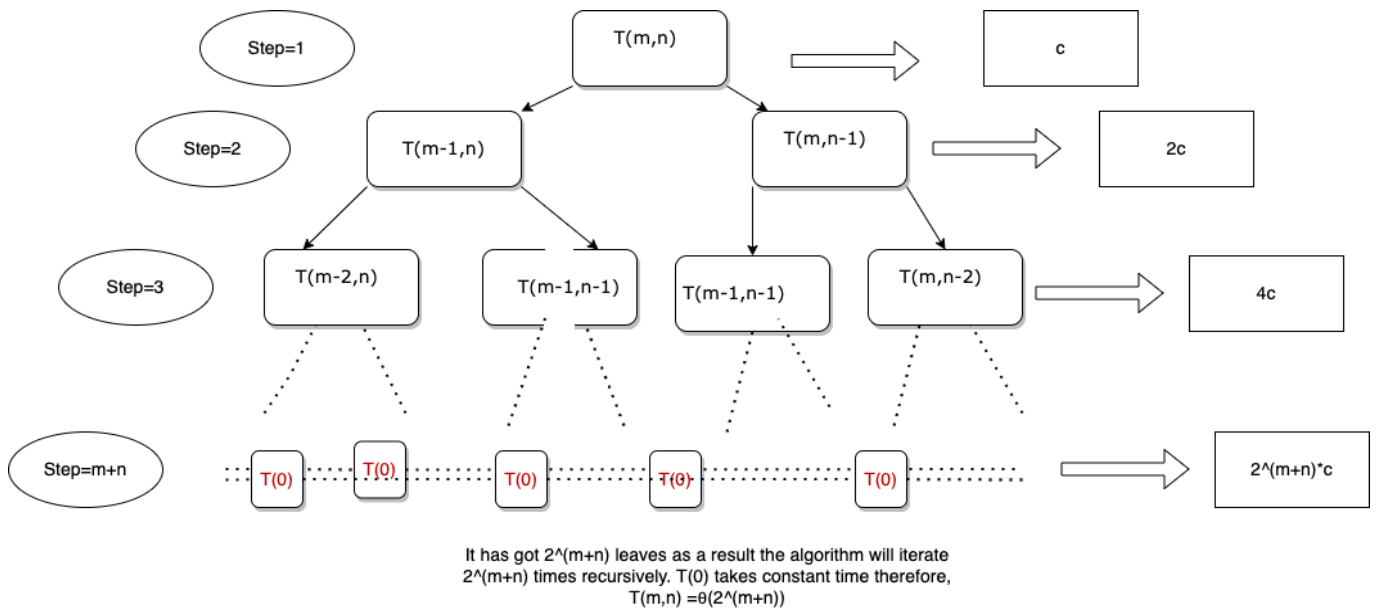 Step=1
T(m,n)
c
Step=2
T(m-1,n)
T(m,n-1)
2c
Step=3
T(m-2,n)
T(m-1,n-1)
T(m-1,n-1)
T(m,n-2)
4c
Step=m+n
T(0)
T(0)
T(0)
T(0)
T(0)
2^(m+n)*c
It has got 2^(m+n) leaves as a result the algorithm will iterate
2^(m+n) times recursively. T(0) takes constant time therefore,
T(m,n) =θ(2^(m+n))